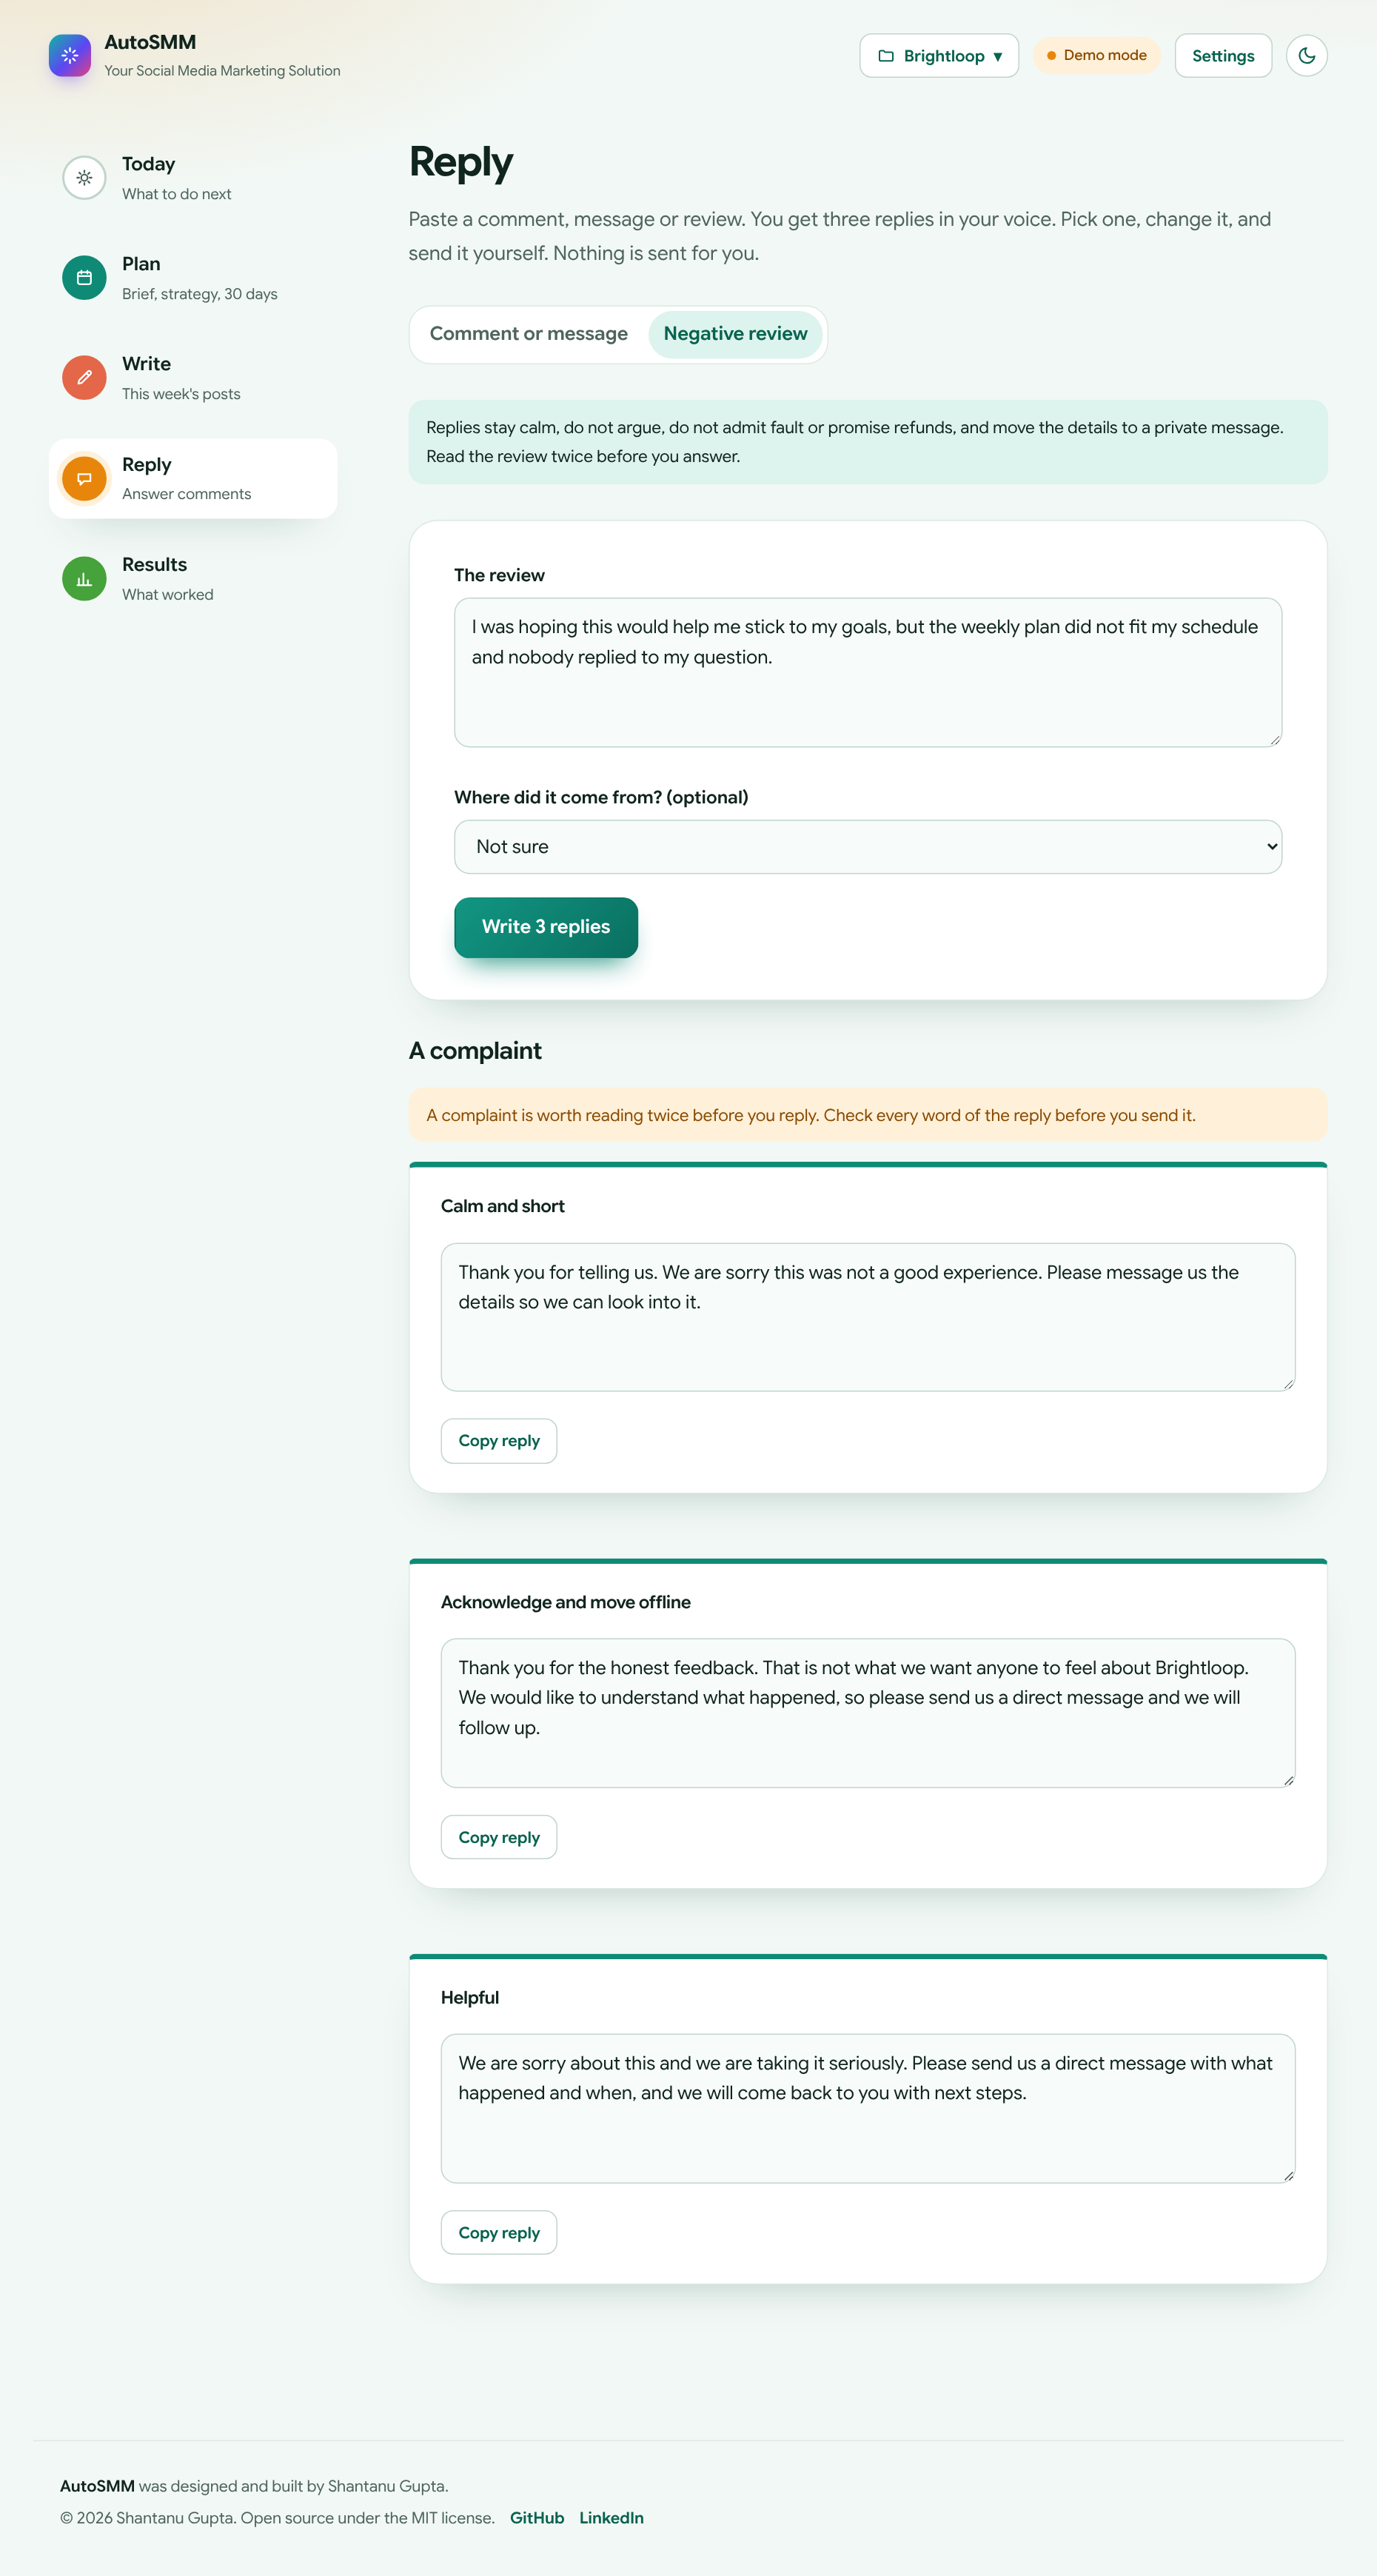 AutoSMM
Your Social Media Marketing Solution
Brightloop ▾
Demo mode
Settings
Today
What to do next
Plan
Brief, strategy, 30 days
Write
This week's posts
Reply
Answer comments
Results
What worked
Reply
Paste a comment, message or review. You get three replies in your voice. Pick one, change it, and
send it yourself. Nothing is sent for you.
Comment or message
Negative review
Replies stay calm, do not argue, do not admit fault or promise refunds, and move the details to a private message.
Read the review twice before you answer.
The review
I was hoping this would help me stick to my goals, but the weekly plan did not fit my schedule
and nobody replied to my question.
Where did it come from? (optional)
Not sure
Write 3 replies
A complaint
A complaint is worth reading twice before you reply. Check every word of the reply before you send it.
Calm and short
Thank you for telling us. We are sorry this was not a good experience. Please message us the
details so we can look into it.
Copy reply
Acknowledge and move offline
Thank you for the honest feedback. That is not what we want anyone to feel about Brightloop.
We would like to understand what happened, so please send us a direct message and we will
follow up.
Copy reply
Helpful
We are sorry about this and we are taking it seriously. Please send us a direct message with what
happened and when, and we will come back to you with next steps.
Copy reply
AutoSMM was designed and built by Shantanu Gupta.
© 2026 Shantanu Gupta. Open source under the MIT license. GitHub LinkedIn